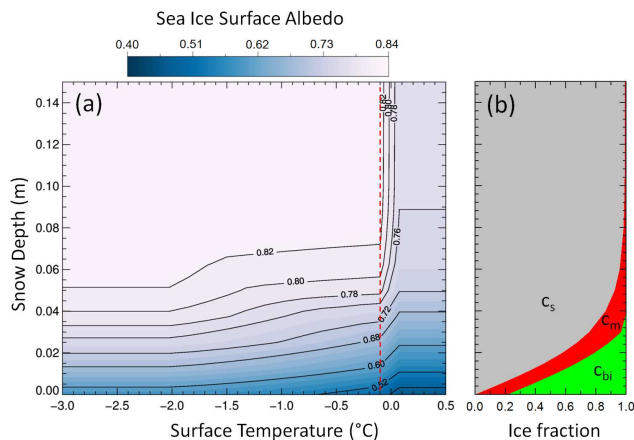 Sea Ice Surface Albedo
0.40 0.51 0.62 0.73 0.84
(a)
(b)
Snow Depth (m)
0.14
0.12
0.10
0.08
0.06
0.04
0.02
0.00
0.82
0.80
0.78
0.76
0.82
0.80
0.78
0.72
0.68
0.60
0.52
cs
cm
cbi
-3.0 -2.5 -2.0 -1.5 -1.0 -0.5 0.0 0.5
0.0 0.2 0.4 0.6 0.8 1.0
Surface Temperature (°C)
Ice fraction